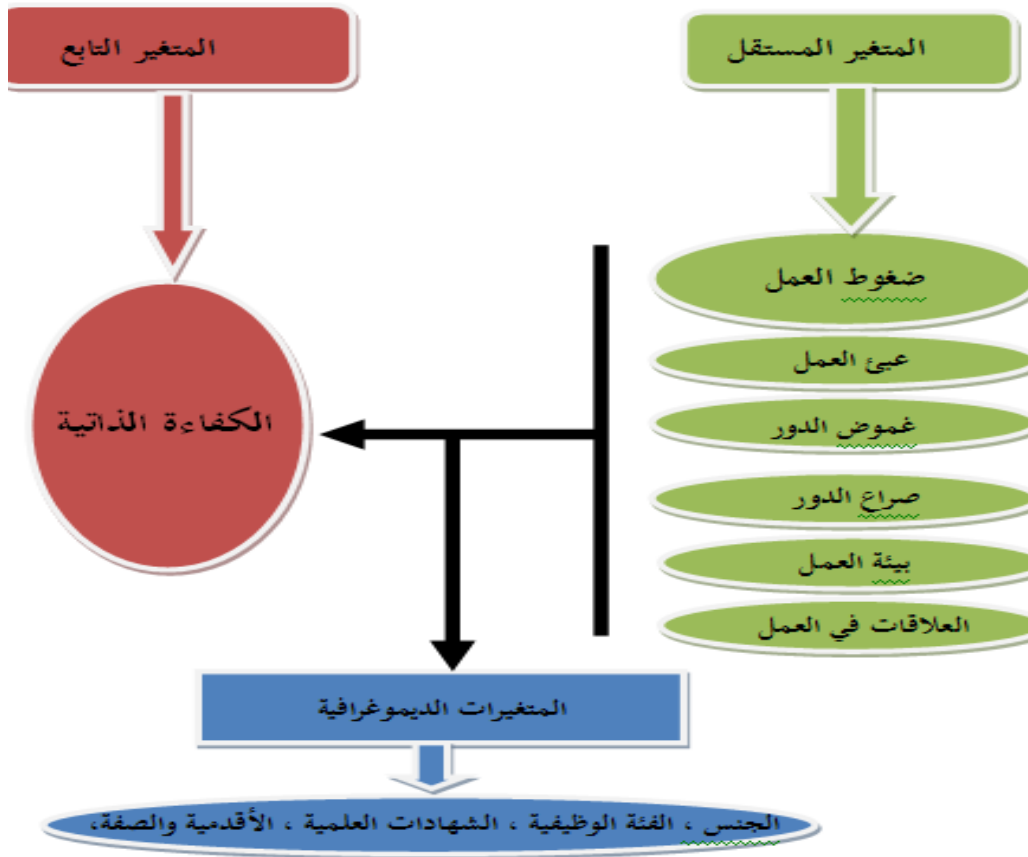 المتغير المستقل
المتغير التابع
ضغوط العمل
عبئ العمل
غموض الدور
صراع الدور
بيئة العمل
العلاقات في العمل
الكفاءة الذاتية
المتغيرات الديموغرافية
الجنس ، الفئة الوظيفية ، الشهادات العلمية ، الأقدمية والصفة،